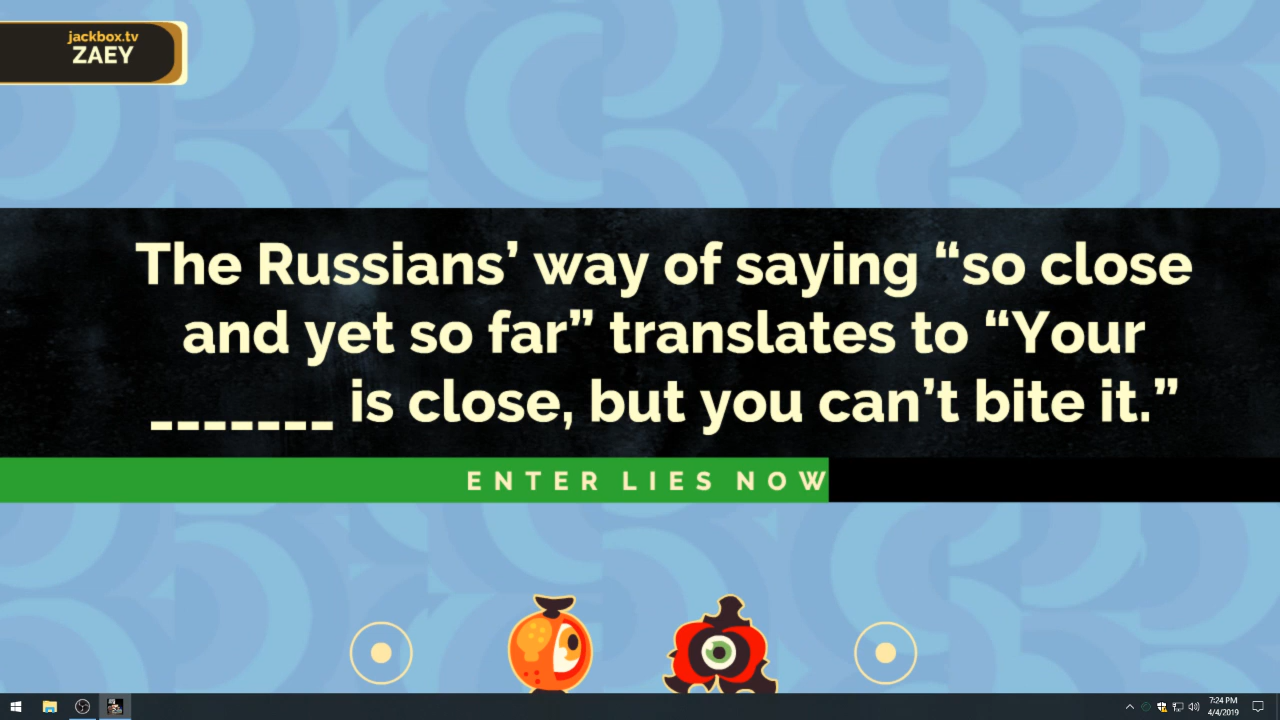 jackbox.tv
ZAEY
The Russians’ way of saying “so close
and yet so far” translates to “Your
_______ is close, but you can’t bite it.”
ENTER LIES NOW
7:24 PM
4/4/2019